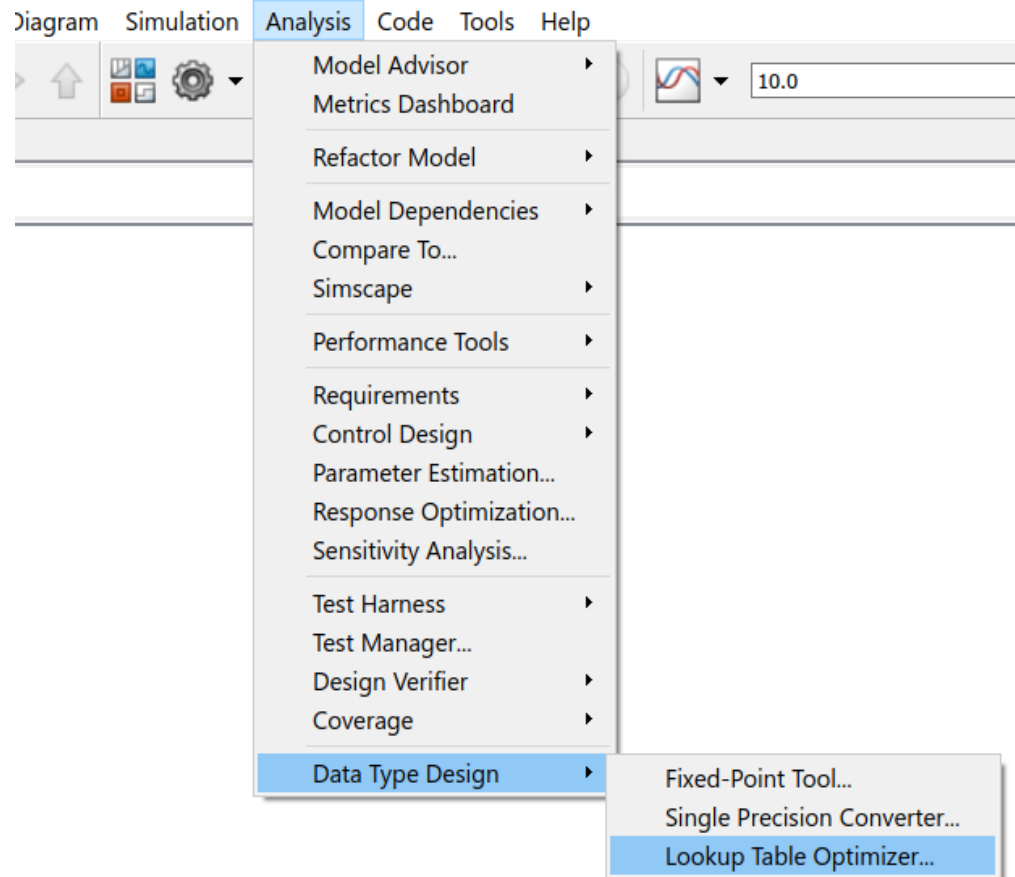 Diagram Simulation Analysis Code Tools Help
10.0
Model Advisor
Metrics Dashboard
Refactor Model
Model Dependencies
Compare To...
Simscape
Performance Tools
Requirements
Control Design
Parameter Estimation...
Response Optimization...
Sensitivity Analysis...
Test Harness
Test Manager...
Design Verifier
Coverage
Data Type Design
Fixed-Point Tool...
Single Precision Converter...
Lookup Table Optimizer...